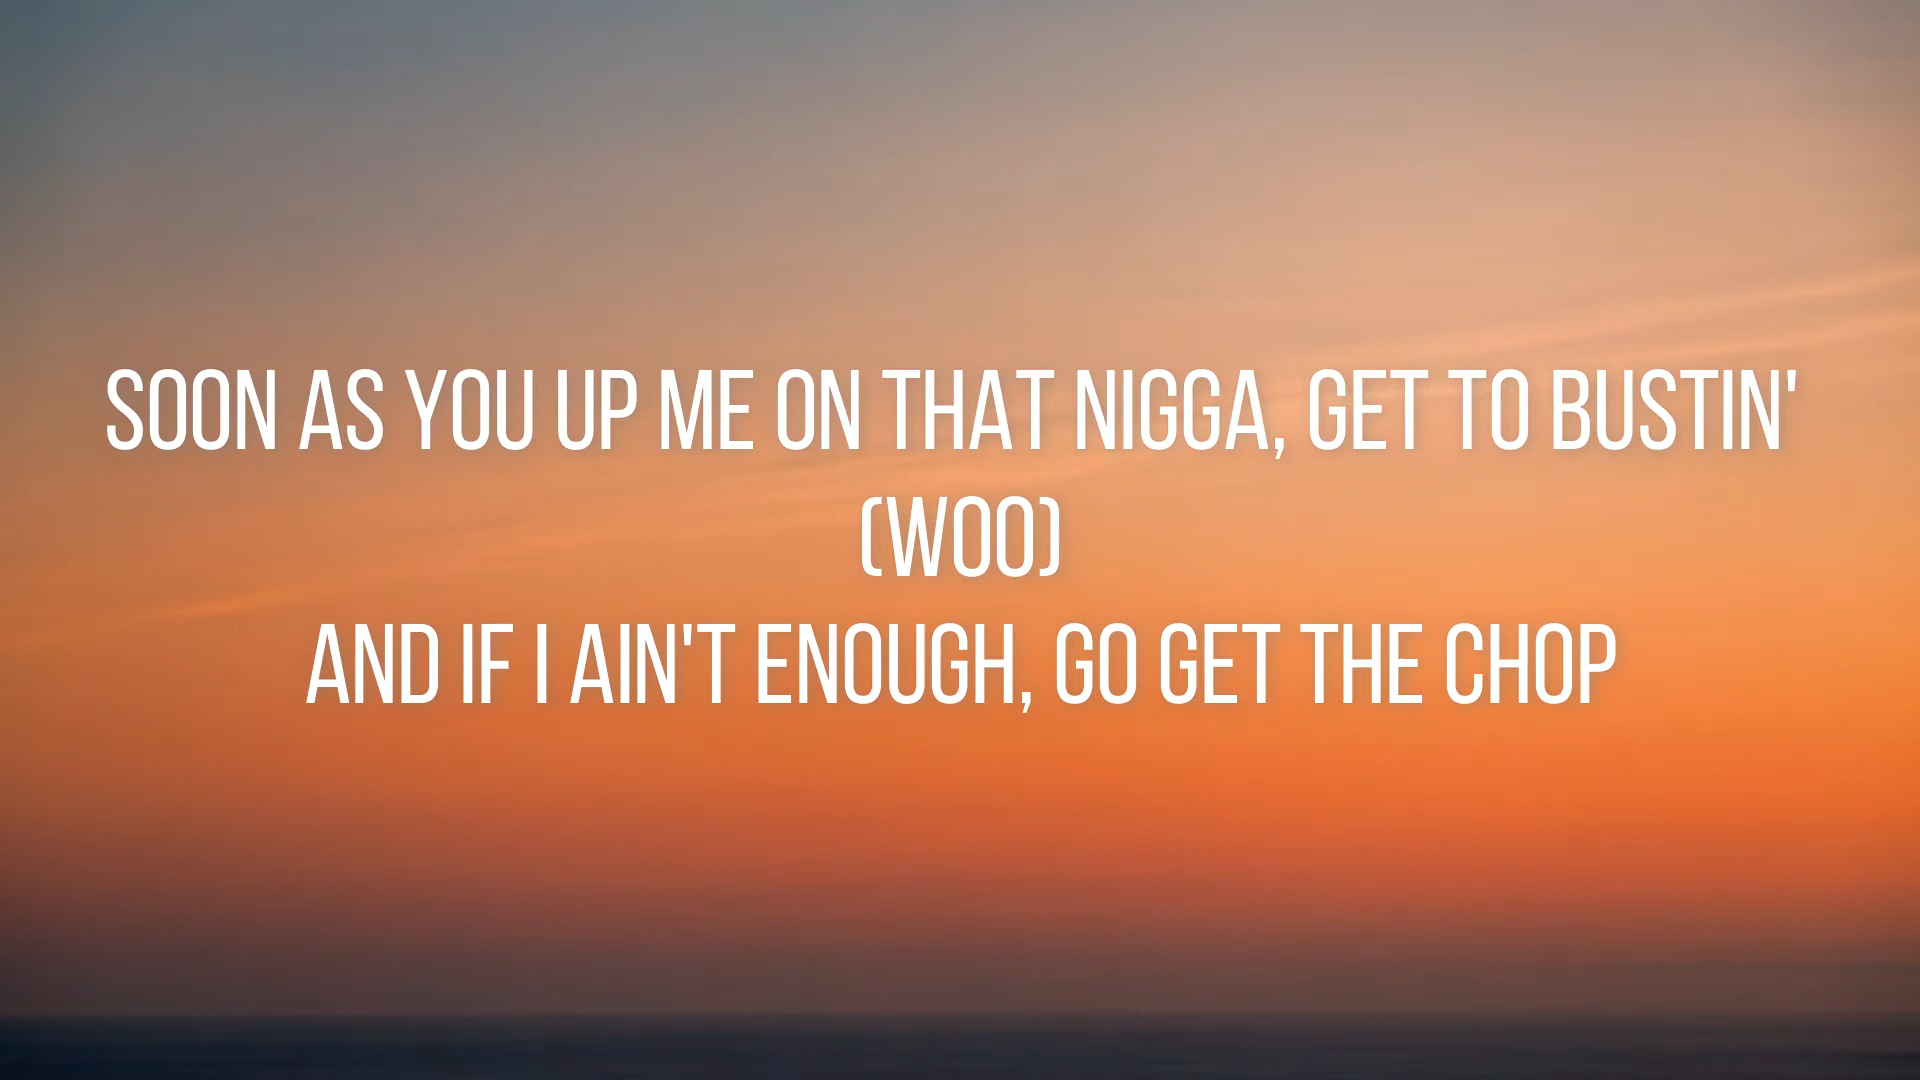 SOON AS YOU UP ME ON THAT NIGGA, GET TO BUSTIN'
(WOO)
AND IF I AIN'T ENOUGH, GO GET THE CHOP